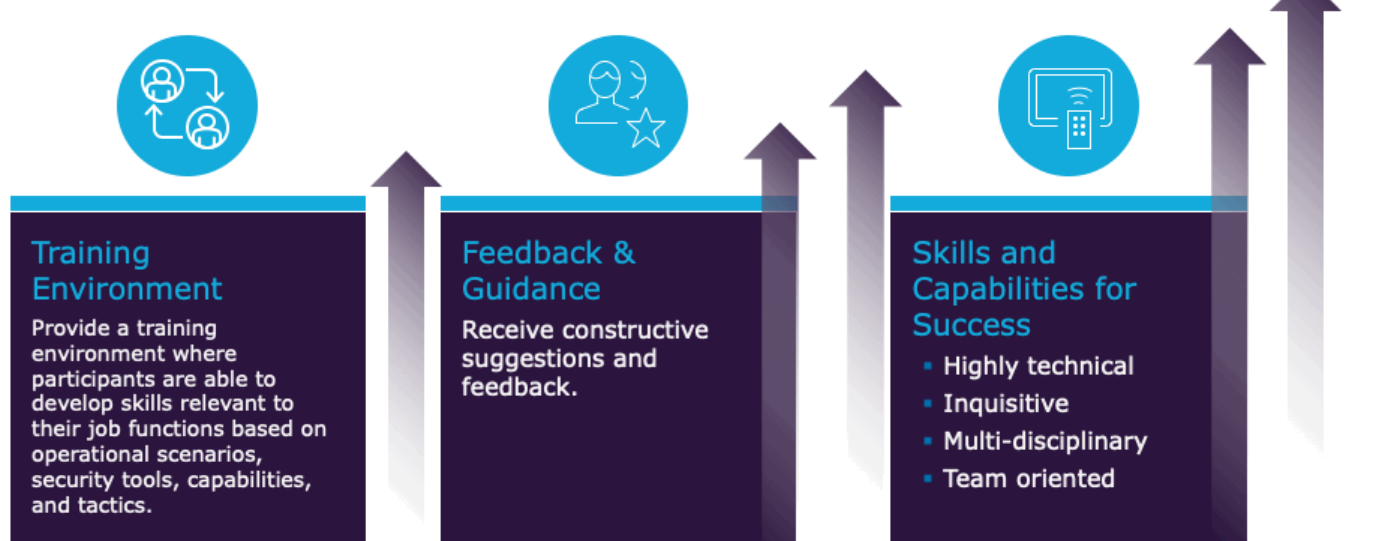 Training
Environment
Provide a training
environment where
participants are able to
develop skills relevant to
their job functions based on
operational scenarios,
security tools, capabilities,
and tactics.
Feedback &
Guidance
Receive constructive
suggestions and
feedback.
Skills and
Capabilities for
Success
▪ Highly technical
▪ Inquisitive
▪ Multi-disciplinary
▪ Team oriented